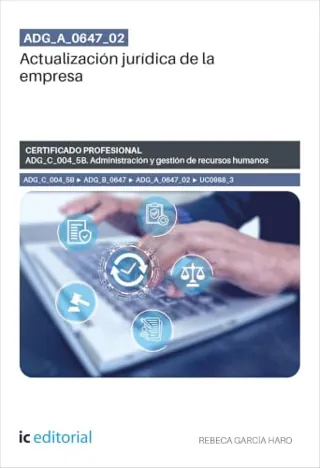 ADG_A_0647_02
Actualización jurídica de la
empresa
CERTIFICADO PROFESIONAL
ADG_C_004_5B. Administración y gestión de recursos humanos
ADG_C_004_5B ► ADG_B_0647 ► ADG_A_0647_02 ► UC0988_3
ic editorial
REBECA GARCÍA HARO